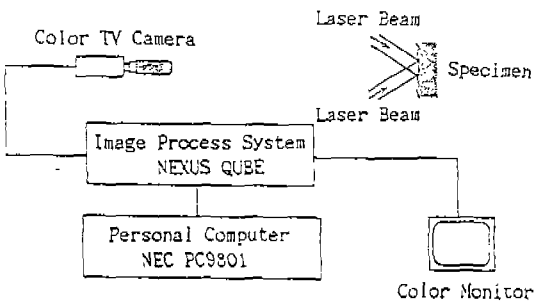 Laser Beam
Color TV Camera
Specimen
Laser Beam
Image Process System
NEXUS QUBE
Personal Computer
NEC PC9801
Color Monitor